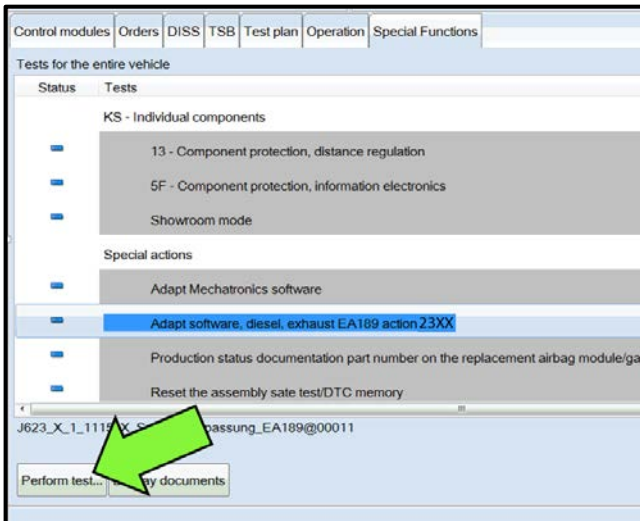 Control modules Orders DISS TSB Test plan Operation Special Functions
Tests for the entire vehicle
Status Tests
KS - Individual components
13 - Component protection, distance regulation
5F - Component protection, information electronics
Showroom mode
Special actions
Adapt Mechatronics software
Adapt software, diesel, exhaust EA189 action 23XX
Production status documentation part number on the replacement airbag module/ga
Reset the assembly sate test/DTC memory
J623_X_1_1115 passung_EA189@00011
Perform test... documents